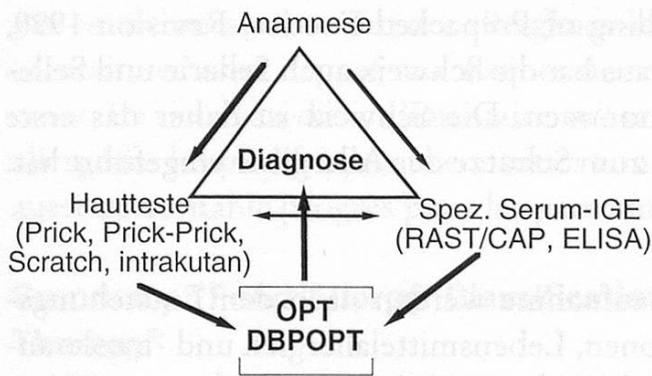 Anamnese
Diagnose
Hautteste
(Prick, Prick-Prick,
Scratch, intrakutan)
Spez. Serum-IGE
(RAST/CAP, ELISA)
OPT
DBPOPT